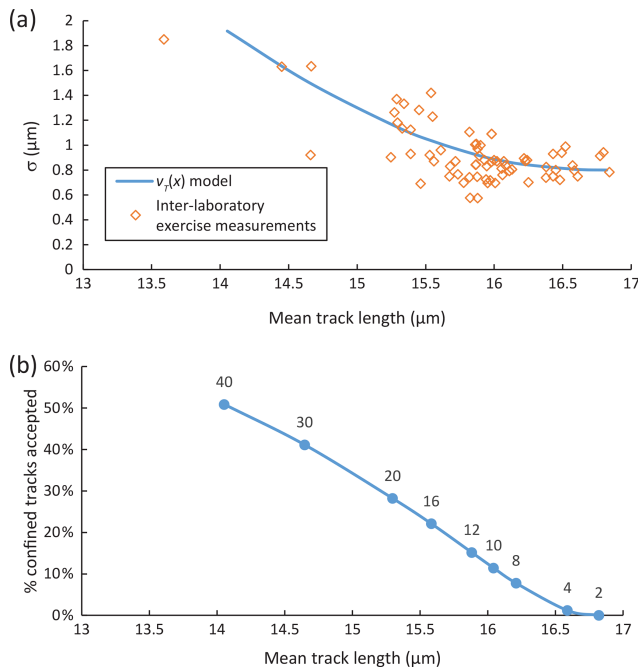 (a)
2
1.8
1.6
1.4
1.2
1
0.8
0.6
0.4
0.2
0
σ (µm)
v_T(x) model
Inter-laboratory
exercise measurements
13 13.5 14 14.5 15 15.5 16 16.5 17
Mean track length (µm)
(b)
60%
50%
40%
30%
20%
10%
0%
% confined tracks accepted
40
30
20
16
12
10
8
4
2
13 13.5 14 14.5 15 15.5 16 16.5 17
Mean track length (µm)